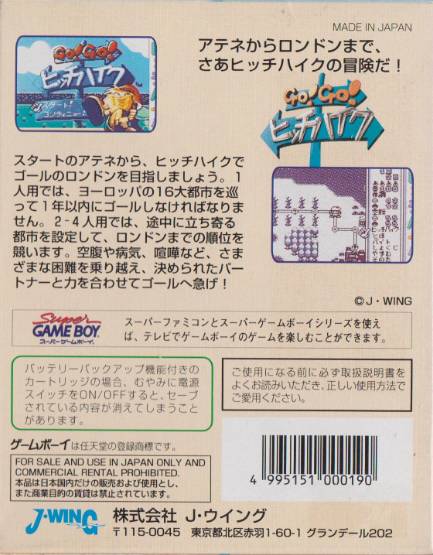 MADE IN JAPAN
GO!GO!
ヒッチハイク
スタート!
コンティニュー
アテネからロンドンまで、
さあヒッチハイクの冒険だ!
GO!GO!
ヒッチハイク
スタートのアテネから、ヒッチハイクで
ゴールのロンドンを目指しましょう。1
人用では、ヨーロッパの16大都市を巡
って1年以内にゴールしなければなりま
せん。2-4人用では、途中に立ち寄る
都市を設定して、ロンドンまでの順位を
競います。空腹や病気、喧嘩など、さま
ざまな困難を乗り越え、決められたパー
トナーと力を合わせてゴールへ急げ!
©J・WING
Super
GAME BOY
スーパーゲームボーイ
スーパーファミコンとスーパーゲームボーイシリーズを使え
ば、テレビでゲームボーイのゲームを楽しむことができます。
バッテリーバックアップ機能付きの
カートリッジの場合、むやみに電源
スイッチをON/OFFすると、セーブ
されている内容が消えてしまうこと
があります。
ご使用になる前に必ず取扱説明書を
よくお読みいただき、正しい使用方法で
ご愛用ください。
ゲームボーイは任天堂の登録商標です。
FOR SALE AND USE IN JAPAN ONLY AND
COMMERCIAL RENTAL PROHIBITED.
本品は日本国内だけの販売および使用とし、
また商業目的の賃貸は禁止されています。
4 995151 000190
J・WING
株式会社 J・ウイング
〒115-0045 東京都北区赤羽1-60-1 グランデール202